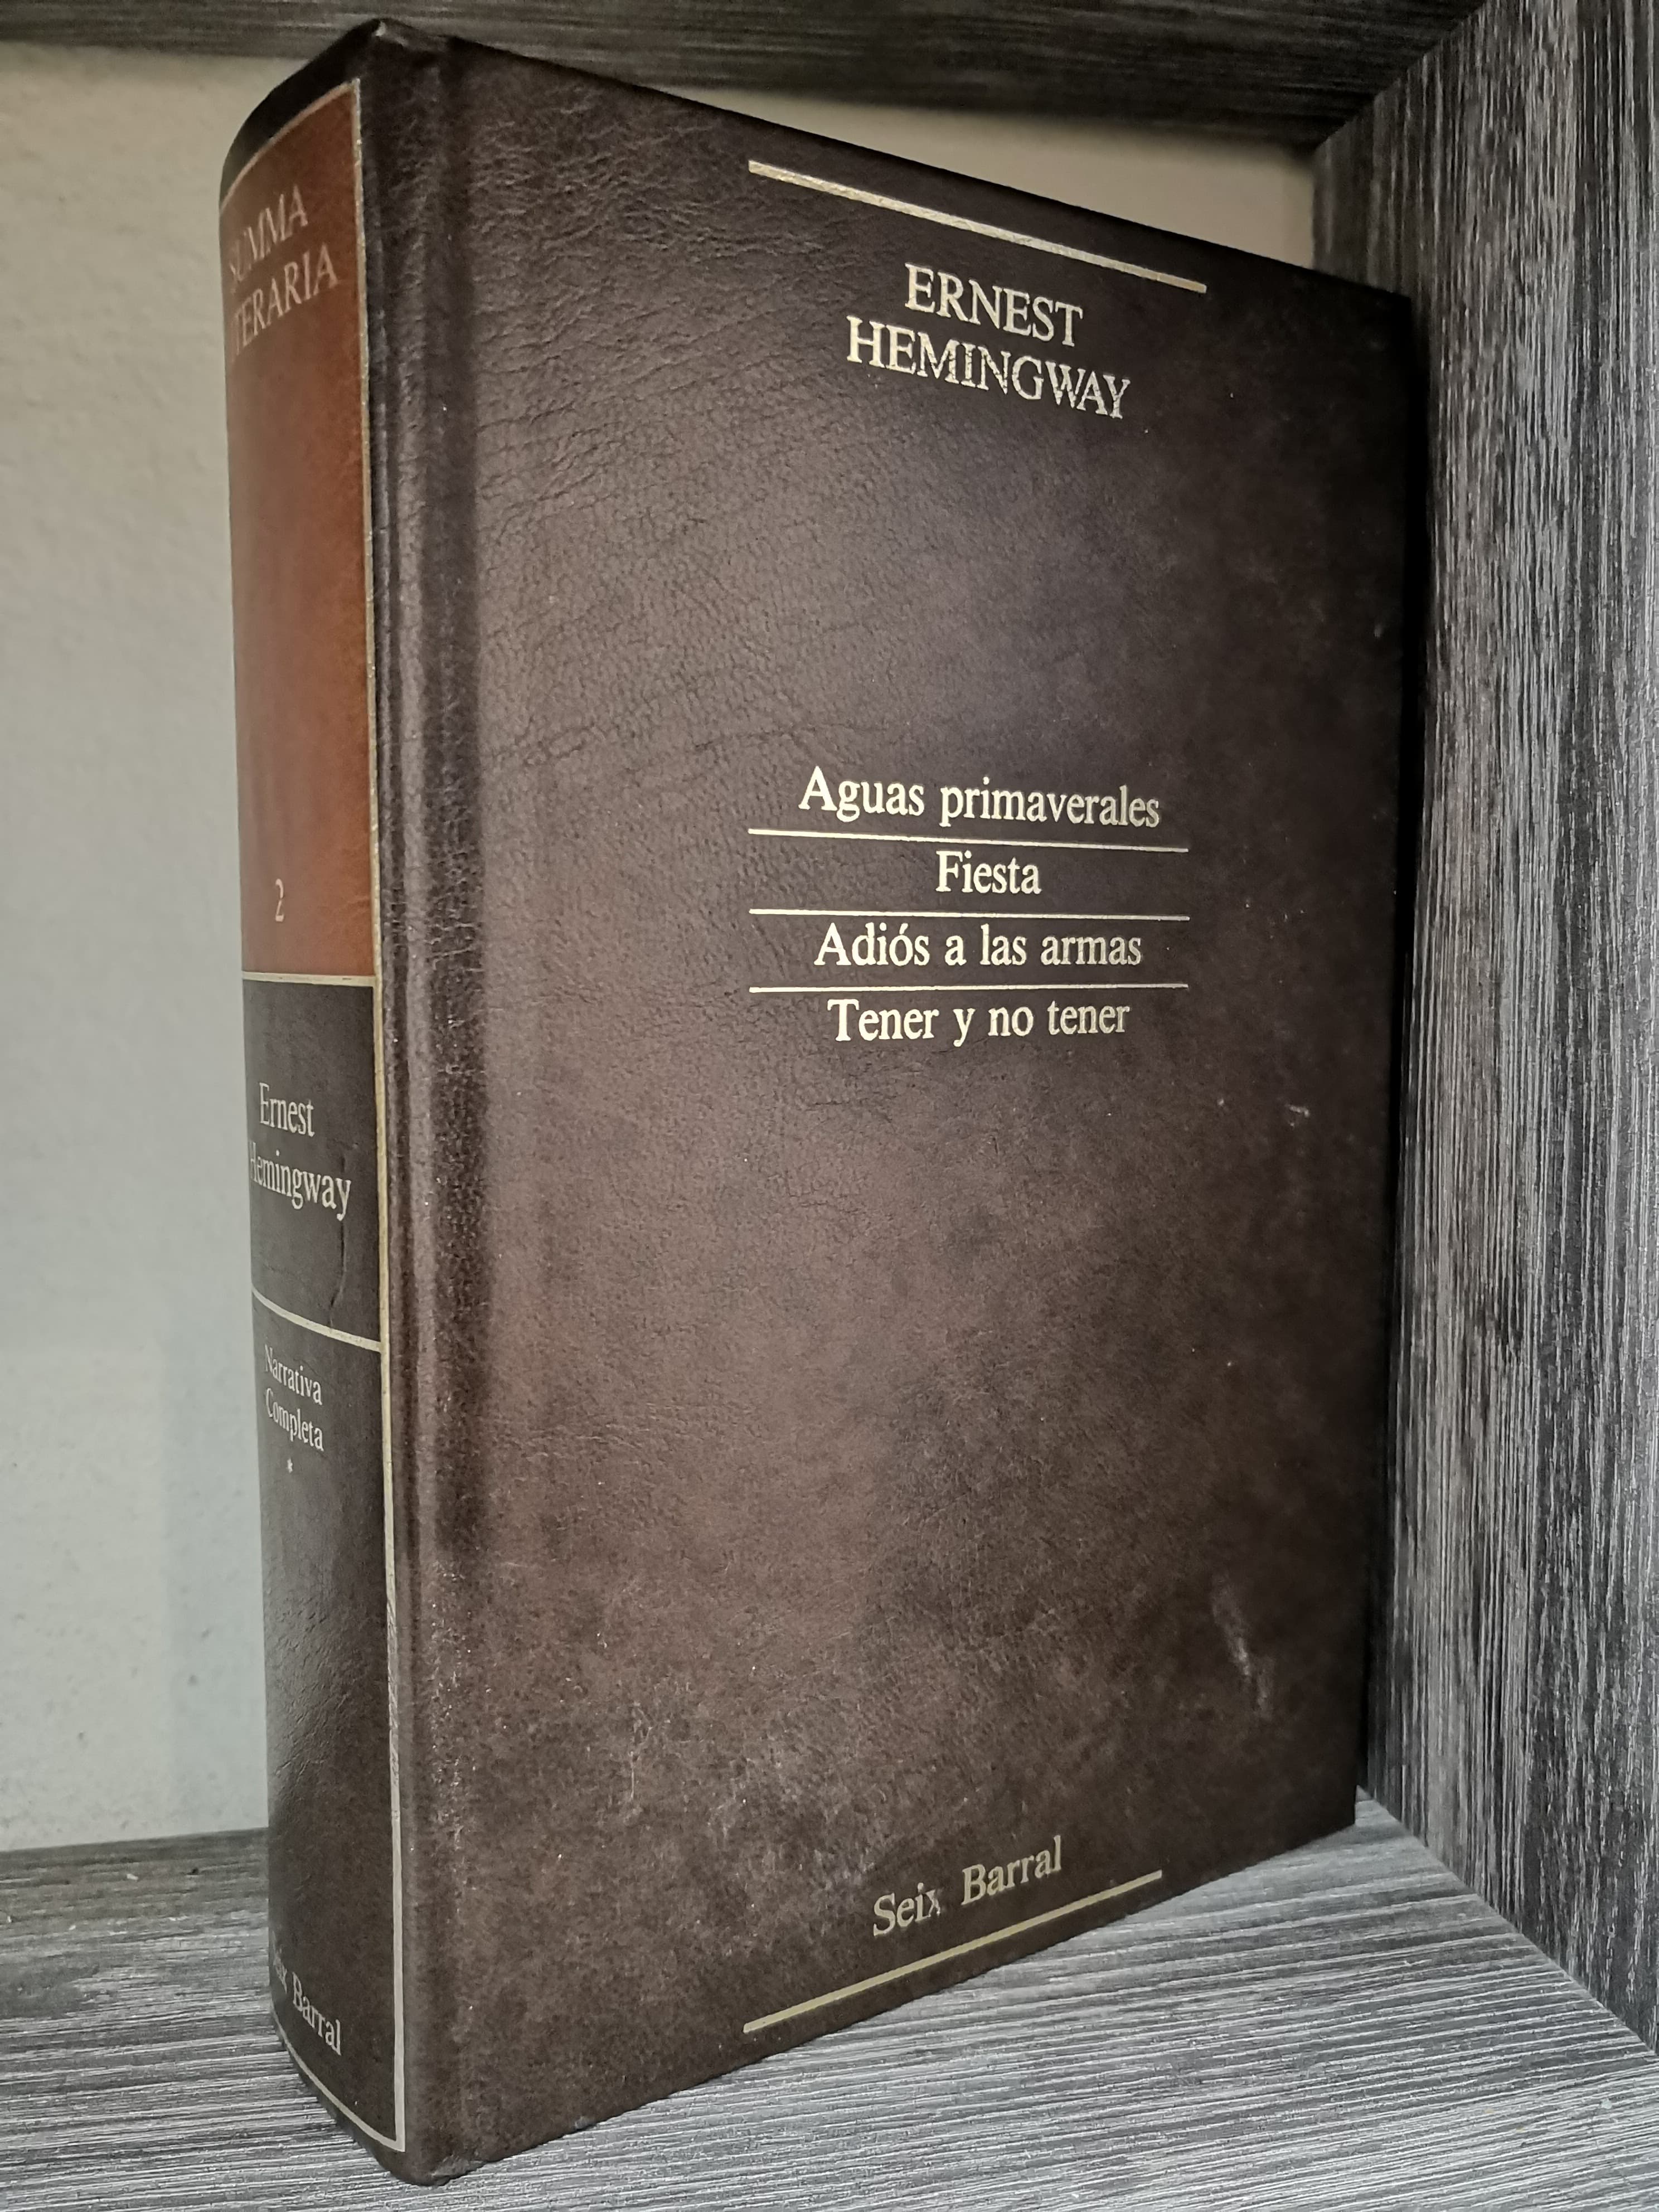 SUMMA
LITERARIA
2
Ernest
Hemingway
Narrativa
Completa
*
Seix Barral
ERNEST
HEMINGWAY
Aguas primaverales
Fiesta
Adiós a las armas
Tener y no tener
Seix Barral